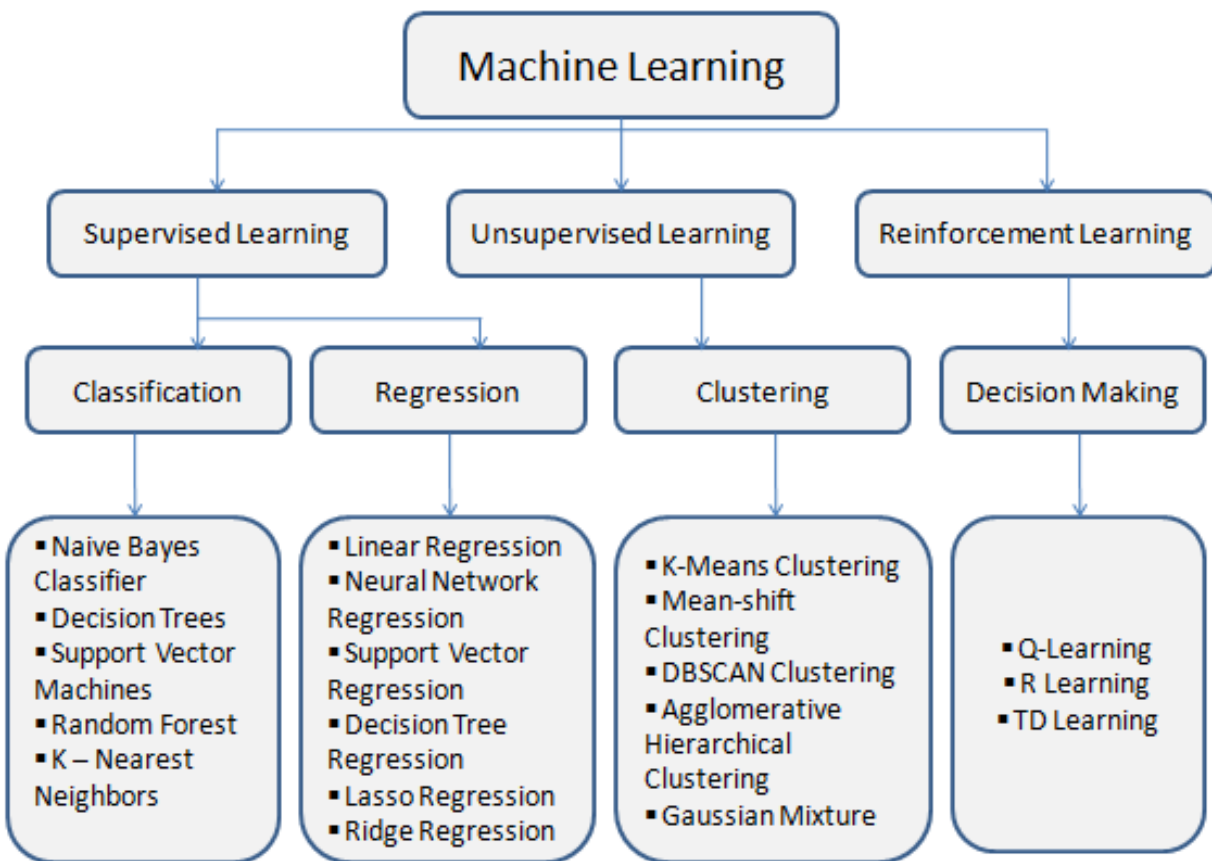 Machine Learning
Supervised Learning
Unsupervised Learning
Reinforcement Learning
Classification
Regression
Clustering
Decision Making
▪ Naive Bayes
Classifier
▪ Decision Trees
▪ Support Vector
Machines
▪ Random Forest
▪ K – Nearest
Neighbors
▪ Linear Regression
▪ Neural Network
Regression
▪ Support Vector
Regression
▪ Decision Tree
Regression
▪ Lasso Regression
▪ Ridge Regression
▪ K-Means Clustering
▪ Mean-shift
Clustering
▪ DBSCAN Clustering
▪ Agglomerative
Hierarchical
Clustering
▪ Gaussian Mixture
▪ Q-Learning
▪ R Learning
▪ TD Learning